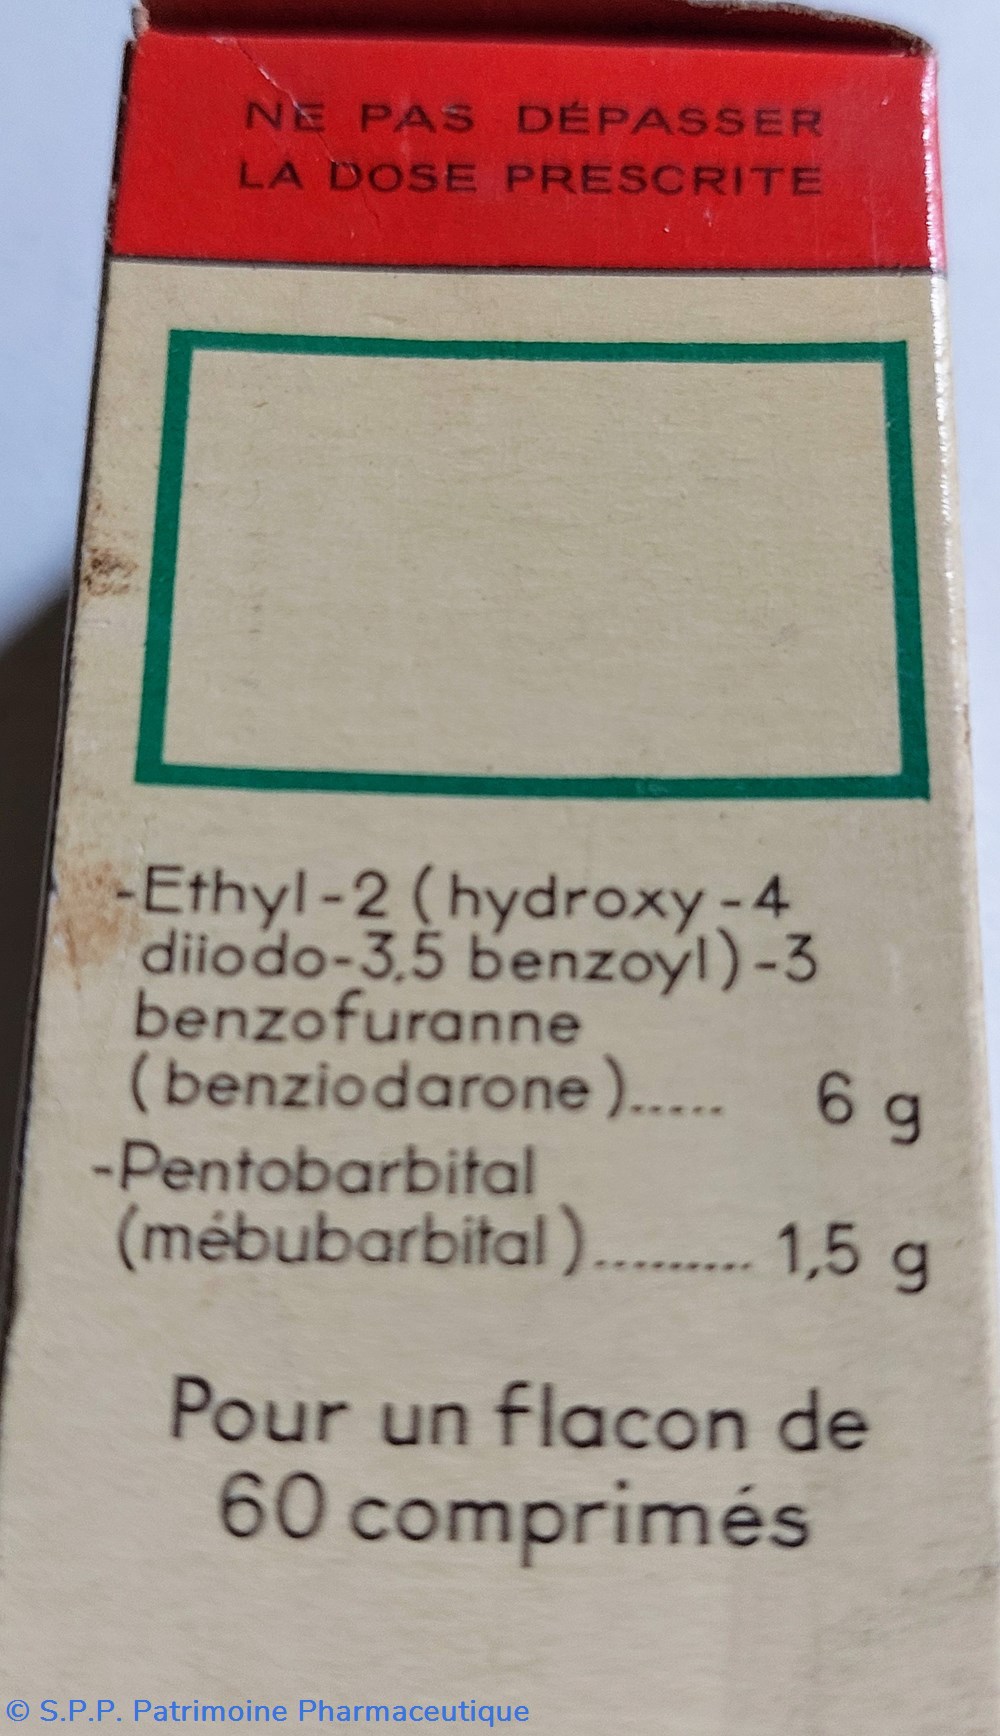 NE PAS DÉPASSER
LA DOSE PRESCRITE
-Ethyl-2 (hydroxy-4
diiodo-3,5 benzoyl)-3
benzofuranne
(benziodarone)..... 6 g
-Pentobarbital
(mébubarbital).......... 1,5 g
Pour un flacon de
60 comprimés
© S.P.P. Patrimoine Pharmaceutique